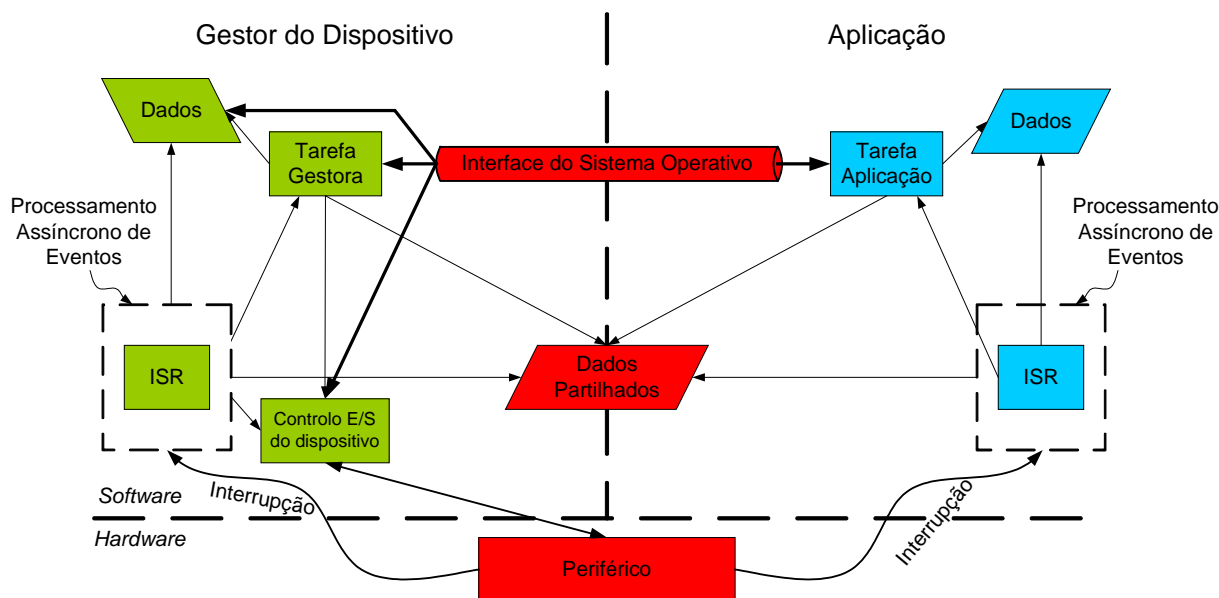 Gestor do Dispositivo
Aplicação
Dados
Tarefa
Gestora
Interface do Sistema Operativo
Tarefa
Aplicação
Dados
Processamento
Assíncrono de
Eventos
Processamento
Assíncrono de
Eventos
ISR
Dados
Partilhados
ISR
Controlo E/S
do dispositivo
Software
Interrupção
Interrupção
Hardware
Periférico